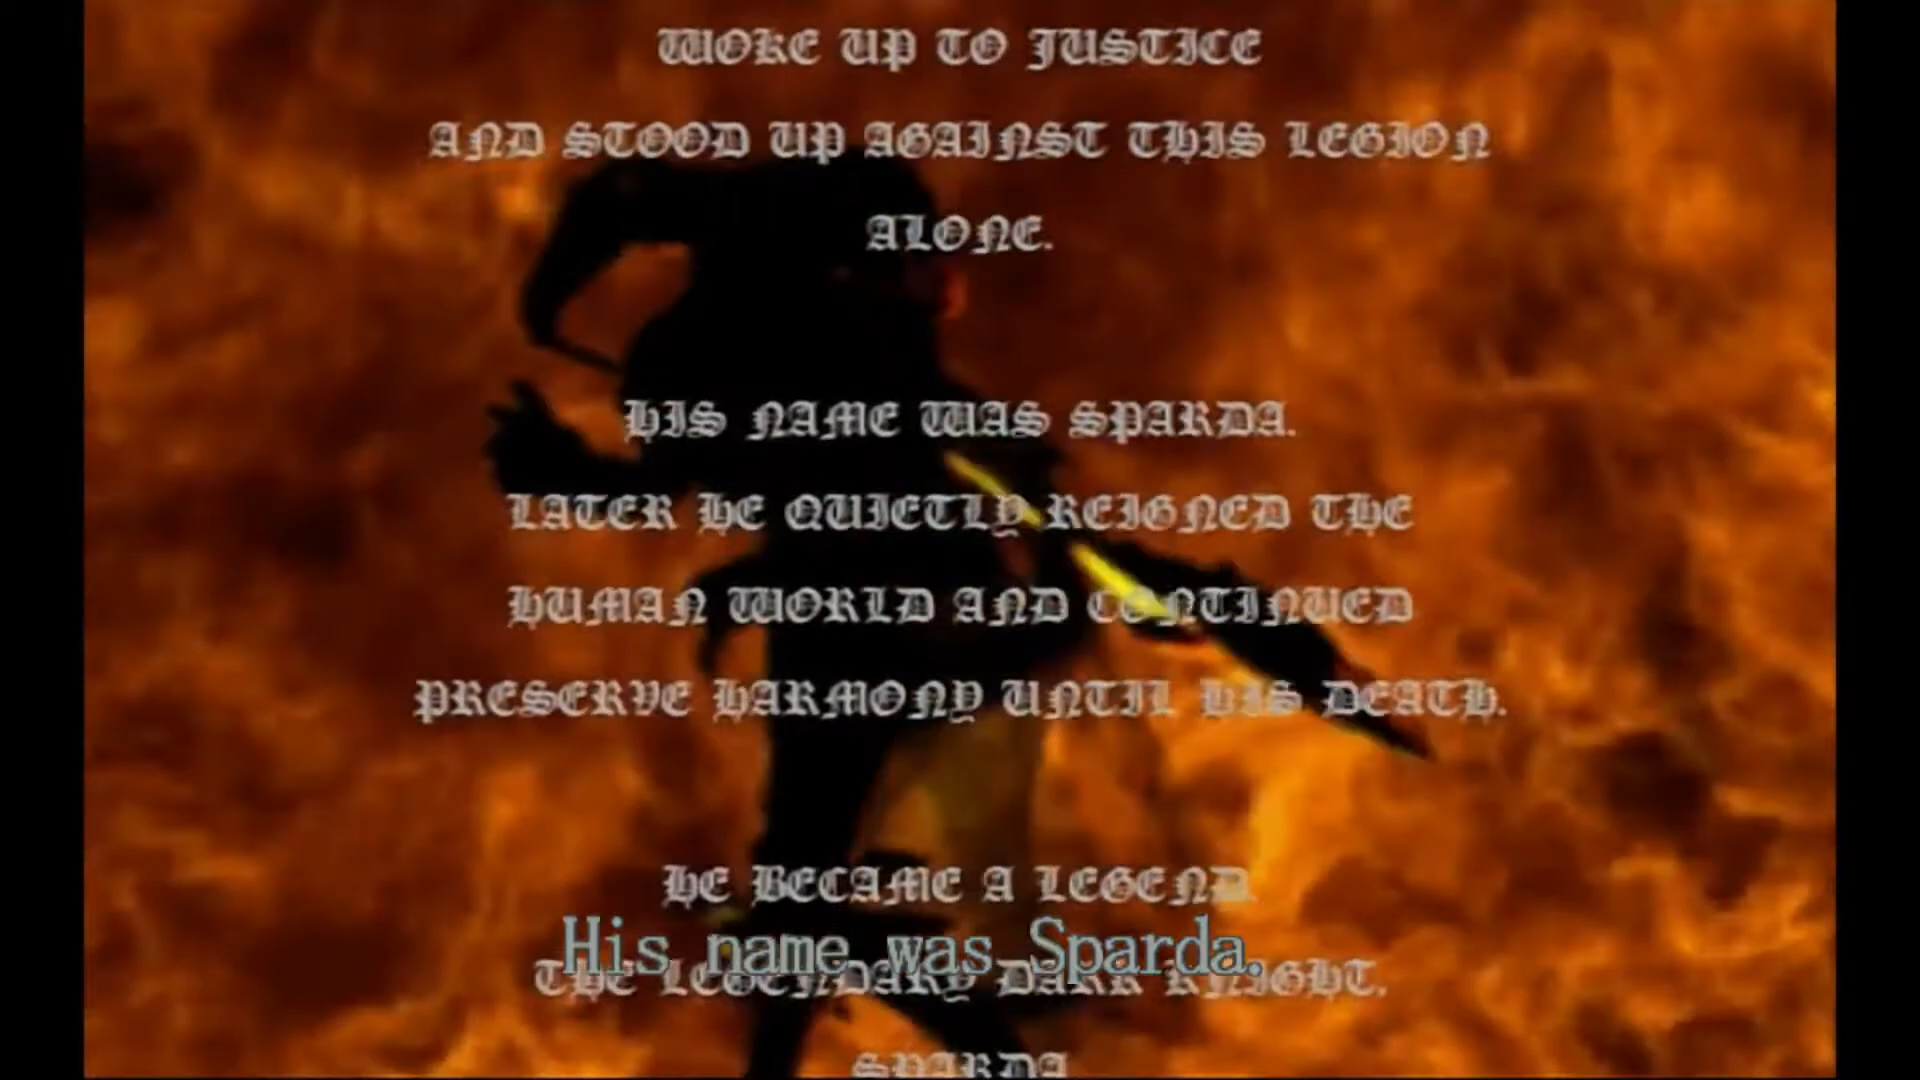 WOKE UP TO JUSTICE
AND STOOD UP AGAINST THIS LEGION
ALONE.
HIS NAME WAS SPARDA.
LATER HE QUIETLY REIGNED THE
HUMAN WORLD AND CONTINUED
PRESERVE HARMONY UNTIL HIS DEATH.
HE BECAME A LEGEND.
His name was Sparda.
THE LEGENDARY DARK KNIGHT,
SPARDA